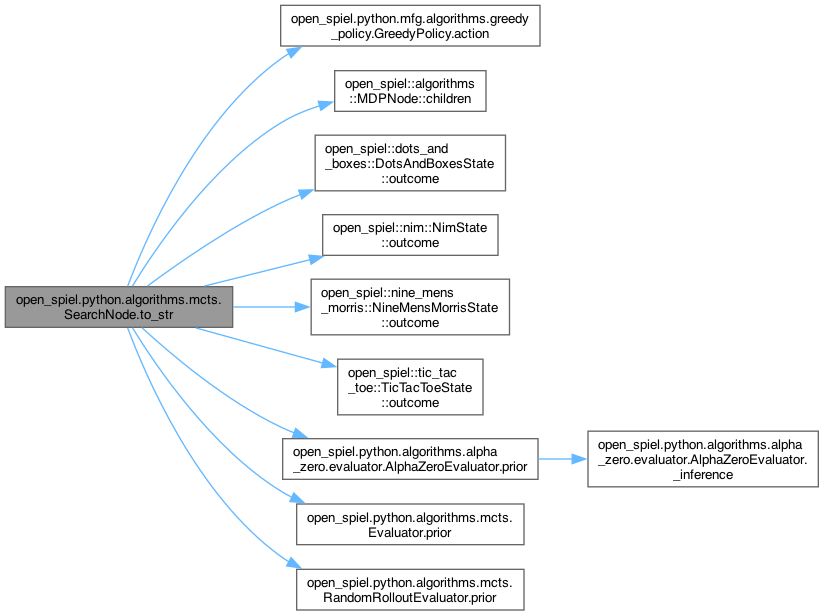 open_spiel.python.mfg.algorithms.greedy
_policy.GreedyPolicy.action
open_spiel::algorithms
::MDPNode::children
open_spiel::dots_and
_boxes::DotsAndBoxesState
::outcome
open_spiel::nim::NimState
::outcome
open_spiel.python.algorithms.mcts.
SearchNode.to_str
open_spiel::nine_mens
_morris::NineMensMorrisState
::outcome
open_spiel::tic_tac
_toe::TicTacToeState
::outcome
open_spiel.python.algorithms.alpha
_zero.evaluator.AlphaZeroEvaluator.prior
open_spiel.python.algorithms.alpha
_zero.evaluator.AlphaZeroEvaluator.
_inference
open_spiel.python.algorithms.mcts.
Evaluator.prior
open_spiel.python.algorithms.mcts.
RandomRolloutEvaluator.prior